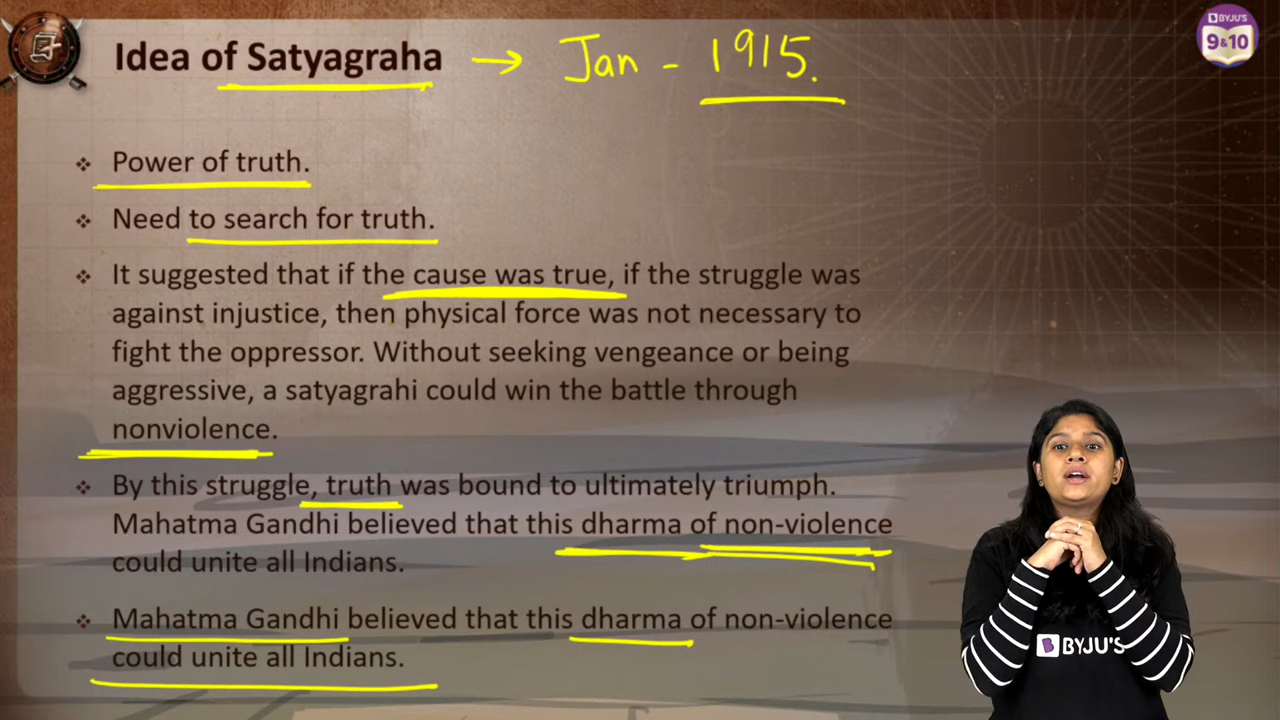 Idea of Satyagraha → Jan - 1915.
BYJU'S
9&10
❖ Power of truth.
❖ Need to search for truth.
❖ It suggested that if the cause was true, if the struggle was
against injustice, then physical force was not necessary to
fight the oppressor. Without seeking vengeance or being
aggressive, a satyagrahi could win the battle through
nonviolence.
❖ By this struggle, truth was bound to ultimately triumph.
Mahatma Gandhi believed that this dharma of non-violence
could unite all Indians.
❖ Mahatma Gandhi believed that this dharma of non-violence
could unite all Indians.
BYJU'S